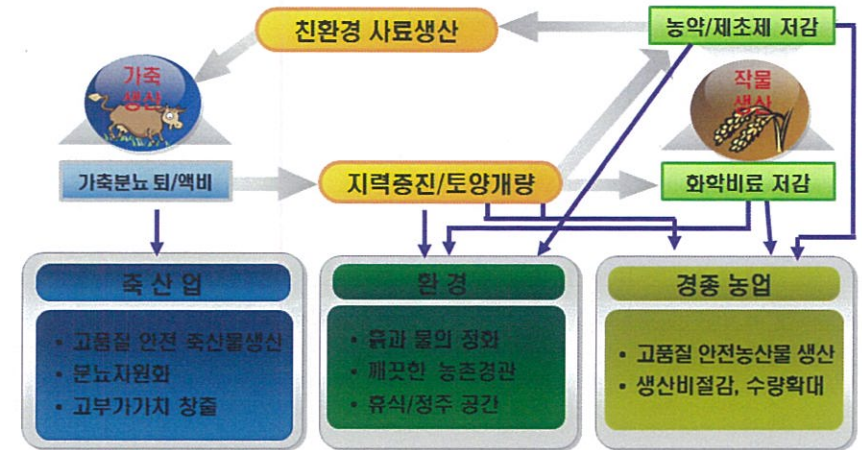 친환경 사료생산
농약/제초제 저감
가축
생산
작물
생산
가축분뇨 퇴/액비
지력증진/토양개량
화학비료 저감
축산업
환경
경종 농업
• 고품질 안전 축산물생산
• 분뇨자원화
• 고부가가치 창출
• 흙과 물의 정화
• 깨끗한 농촌경관
• 휴식/정주 공간
• 고품질 안전농산물 생산
• 생산비절감, 수량확대